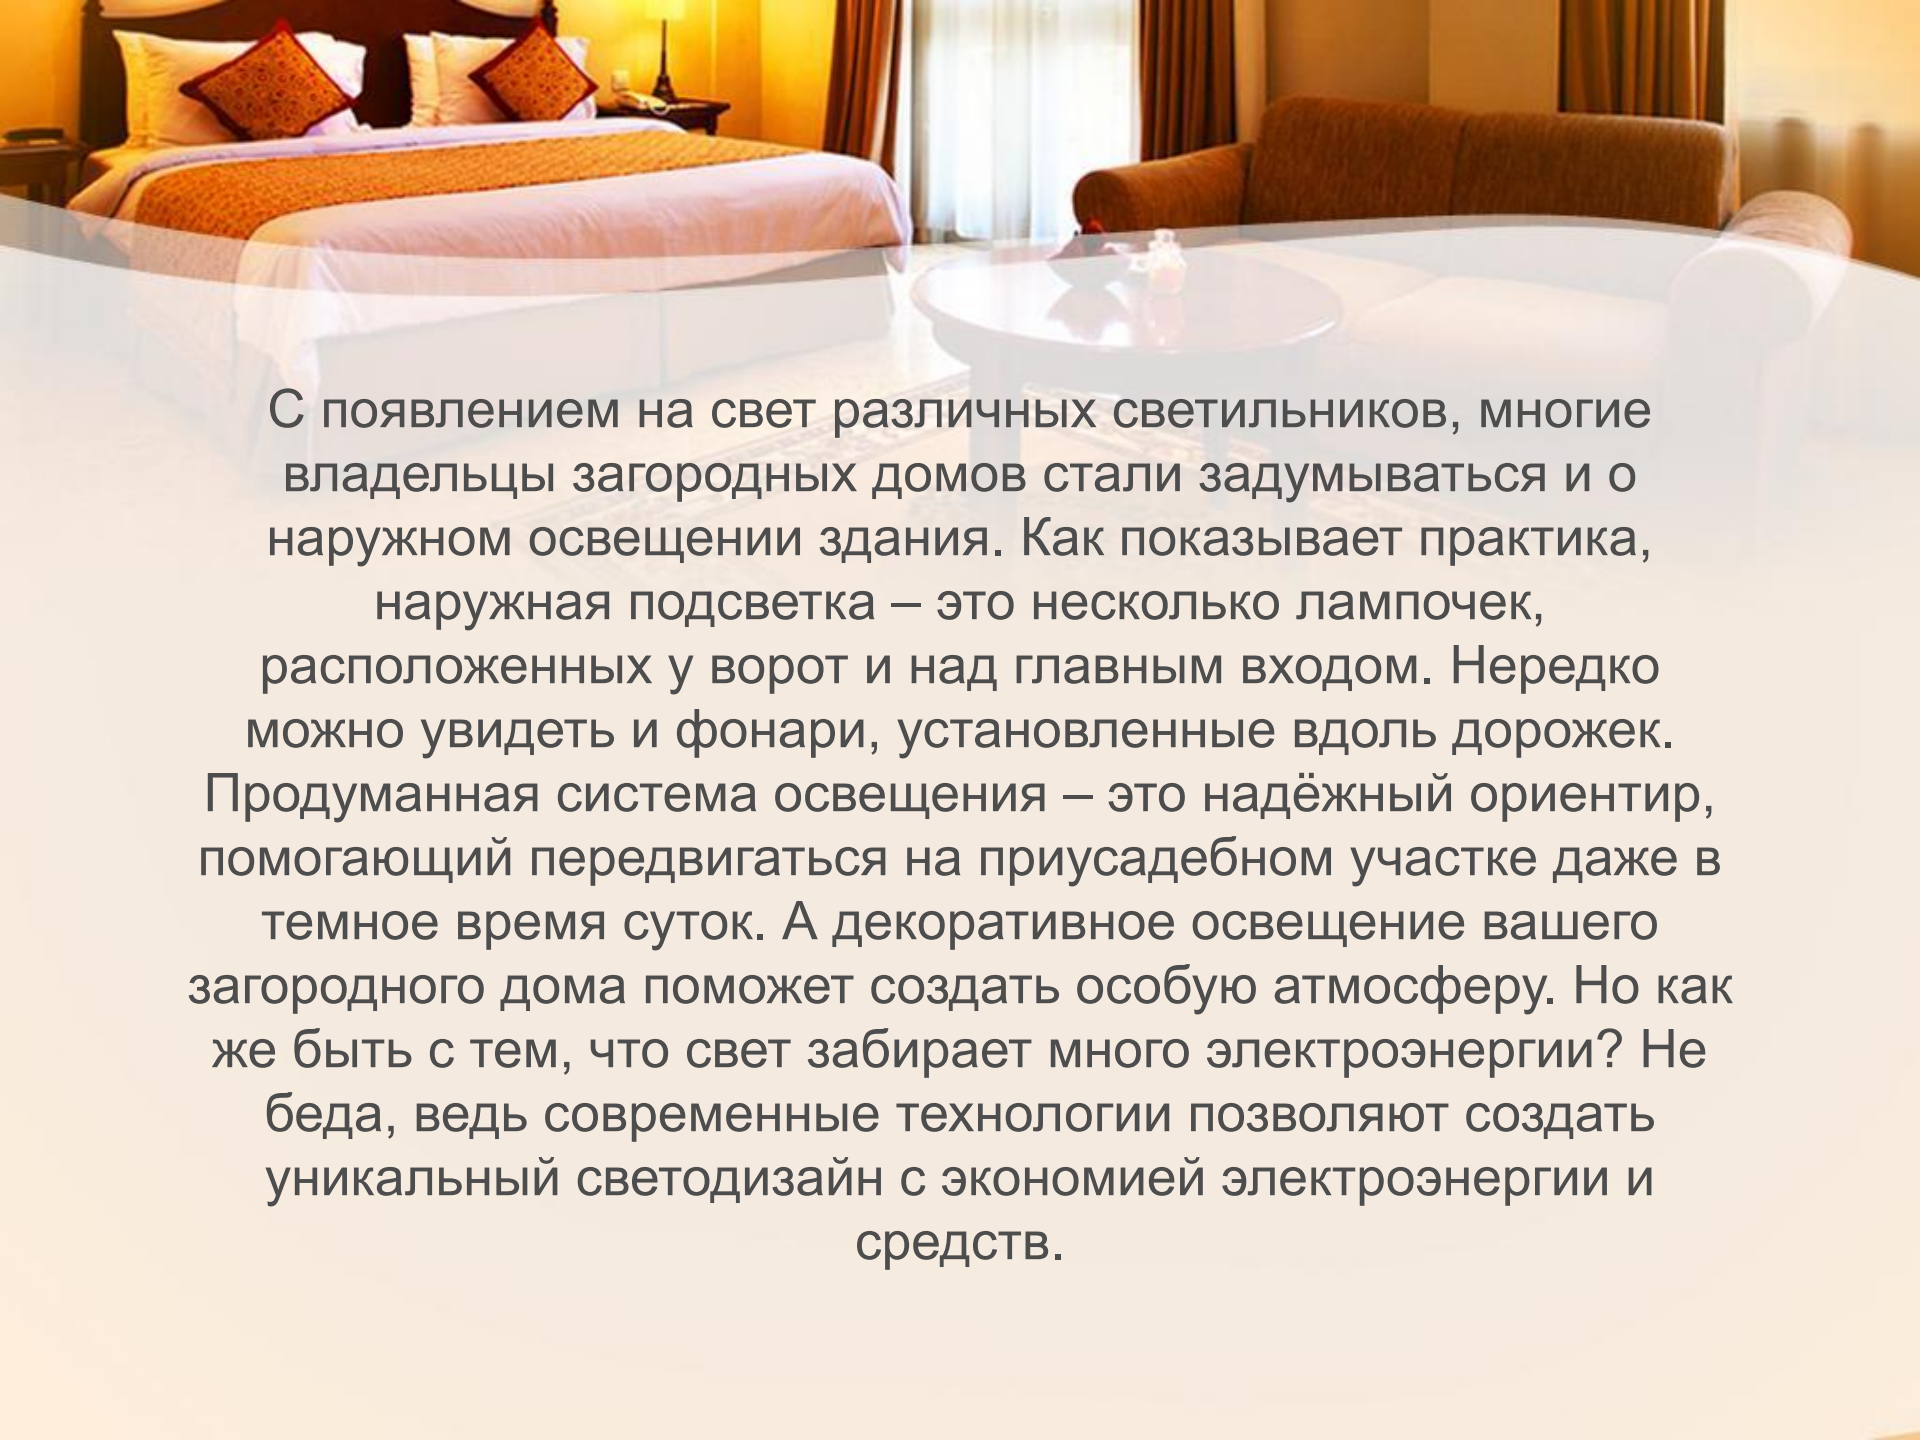 С появлением на свет различных светильников, многие
владельцы загородных домов стали задумываться и о
наружном освещении здания. Как показывает практика,
наружная подсветка – это несколько лампочек,
расположенных у ворот и над главным входом. Нередко
можно увидеть и фонари, установленные вдоль дорожек.
Продуманная система освещения – это надёжный ориентир,
помогающий передвигаться на приусадебном участке даже в
темное время суток. А декоративное освещение вашего
загородного дома поможет создать особую атмосферу. Но как
же быть с тем, что свет забирает много электроэнергии? Не
беда, ведь современные технологии позволяют создать
уникальный светодизайн с экономией электроэнергии и
средств.